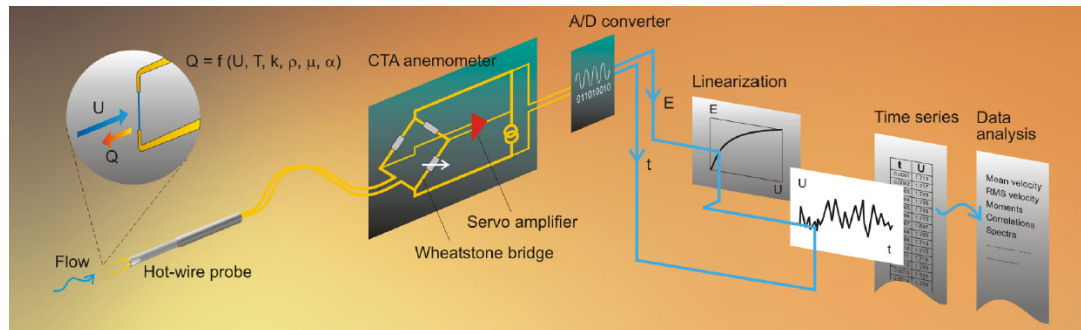 A/D converter
Q = f (U, T, k, ρ, μ, α)
CTA anemometer
011010010
Linearization
E
U
E
U
Q
t
Time series
Data
analysis
t U
Mean velocity
RMS velocity
Moments
Correlations
Spectra
U
t
Servo amplifier
Wheatstone bridge
Flow
Hot-wire probe